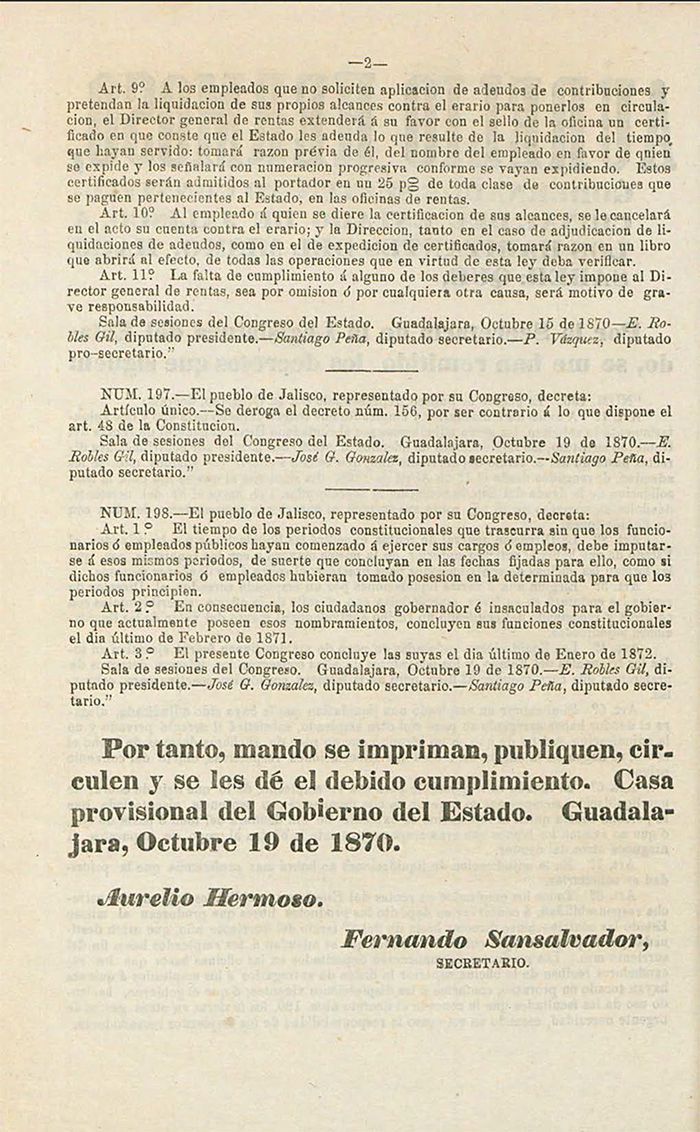 —2—
Art. 9º A los empleados que no soliciten aplicacion de adeudos de contribuciones y
pretendan la liquidacion de sus propios alcances contra el erario para ponerlos en circula-
cion, el Director general de rentas extenderá á su favor con el sello de la oficina un certi-
ficado en que conste que el Estado les adenda lo que resulte de la liquidacion del tiempo
que hayan servido: tomará razon prévia de él, del nombre del empleado en favor de quien
se expide y los señalará con numeracion progresiva conforme se vayan expidiendo. Estos
certificados serán admitidos al portador en un 25 p⁠8 de toda clase de contribuciones que
se paguen pertenecientes al Estado, en las oficinas de rentas.
Art. 10º Al empleado á quien se diere la certificacion de sus alcances, se le cancelará
en el acto su cuenta contra el erario; y la Direccion, tanto en el caso de adjudicacion de li-
quidaciones de adeudos, como en el de expedicion de certificados, tomará razon en un libro
que abrirá al efecto, de todas las operaciones que en virtud de esta ley deba verificar.
Art. 11º La falta de cumplimiento á alguno de los deberes que esta ley impone al Di-
rector general de rentas, sea por omision ó por cualquiera otra causa, será motivo de gra-
ve responsabilidad.
Sala de sesiones del Congreso del Estado. Guadalajara, Octubre 15 de 1870—E. Ro-
bles Gil, diputado presidente.—Santiago Peña, diputado secretario.—P. Vázquez, diputado
pro-secretario."
NUM. 197.—El pueblo de Jalisco, representado por su Congreso, decreta:
Artículo único.—Se deroga el decreto núm. 156, por ser contrario á lo que dispone el
art. 48 de la Constitucion.
Sala de sesiones del Congreso del Estado. Guadalajara, Octubre 19 de 1870.—E.
Robles Gil, diputado presidente.—José G. Gonzalez, diputado secretario.—Santiago Peña, di-
putado secretario."
NUM. 198.—El pueblo de Jalisco, representado por su Congreso, decreta:
Art. 1º El tiempo de los periodos constitucionales que trascurra sin que los funcio-
narios ó empleados públicos hayan comenzado á ejercer sus cargos ó empleos, debe imputar-
se á esos mismos periodos, de suerte que concluyan en las fechas fijadas para ello, como si
dichos funcionarios ó empleados hubieran tomado posesion en la determinada para que los
periodos principien.
Art. 2º En consecuencia, los ciudadanos gobernador é insaculados para el gobier-
no que actualmente poseen esos nombramientos, concluyen sus funciones constitucionales
el dia último de Febrero de 1871.
Art. 3º El presente Congreso concluye las suyas el dia último de Enero de 1872.
Sala de sesiones del Congreso. Guadalajara, Octubre 19 de 1870.—E. Robles Gil, di-
putado presidente.—José G. Gonzalez, diputado secretario.—Santiago Peña, diputado secre-
tario."
Por tanto, mando se impriman, publiquen, cir-
culen y se les dé el debido cumplimiento. Casa
provisional del Gobierno del Estado. Guadala-
jara, Octubre 19 de 1870.
Aurelio Hermoso.
Fernando Sansalvador,
SECRETARIO.